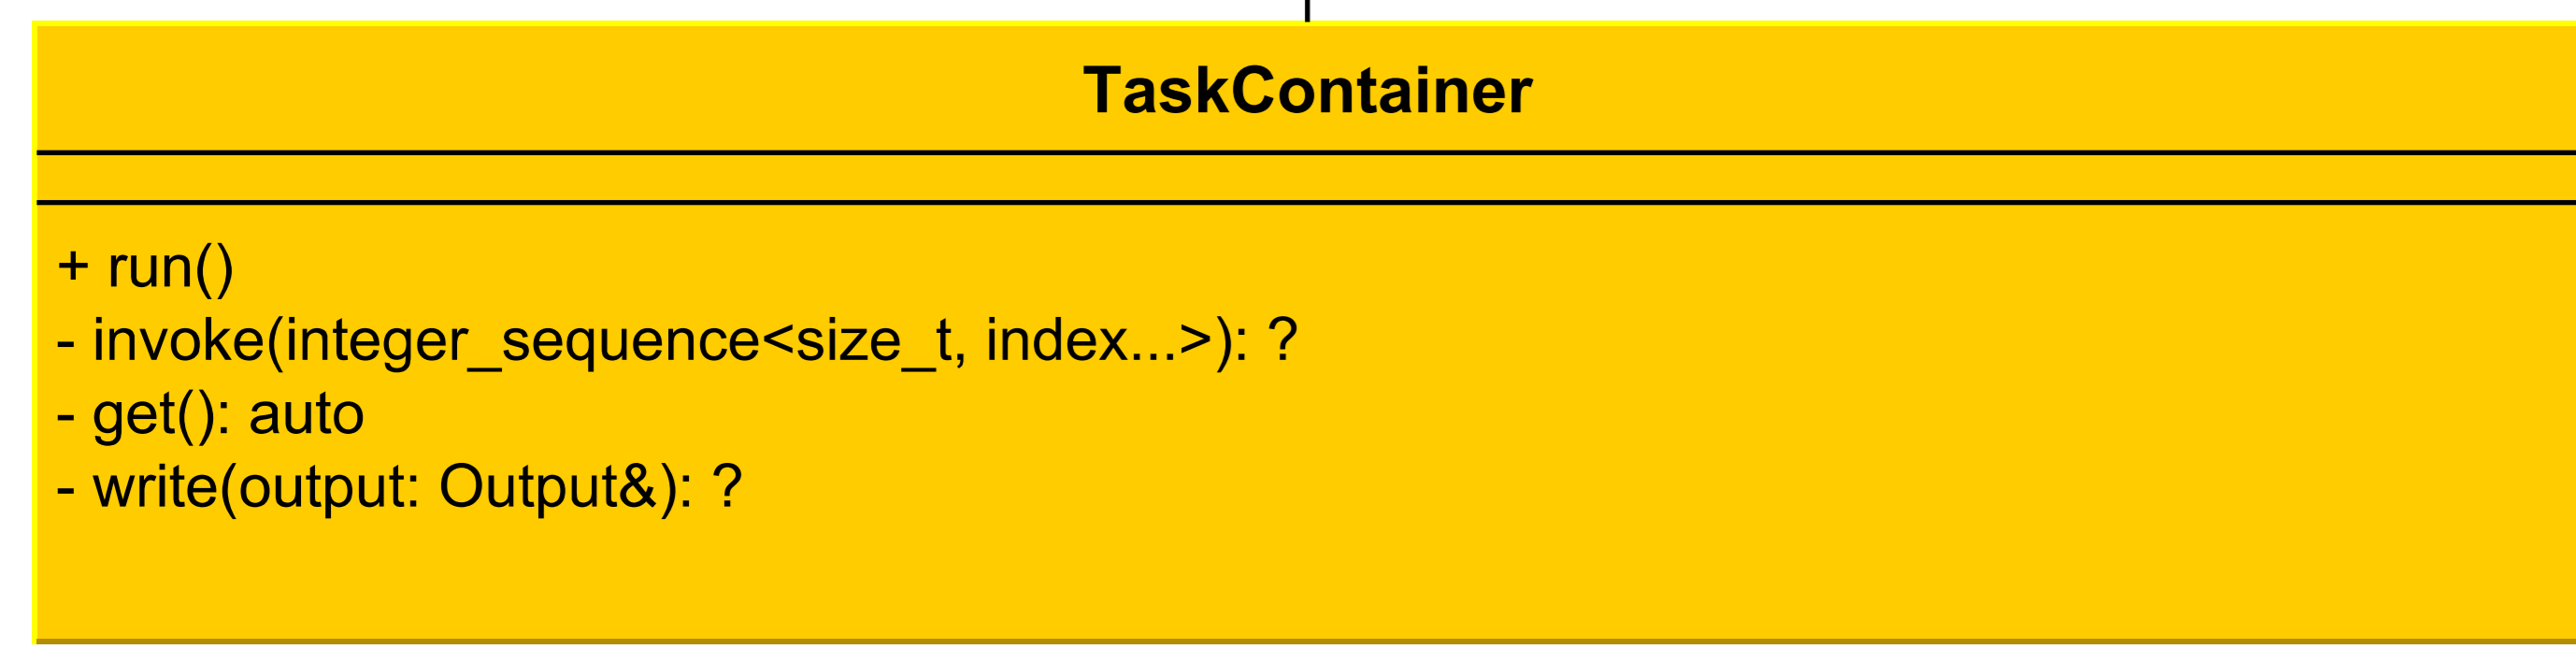 TaskContainer
+ run()
- invoke(integer_sequence<size_t, index...>): ?
- get(): auto
- write(output: Output&): ?